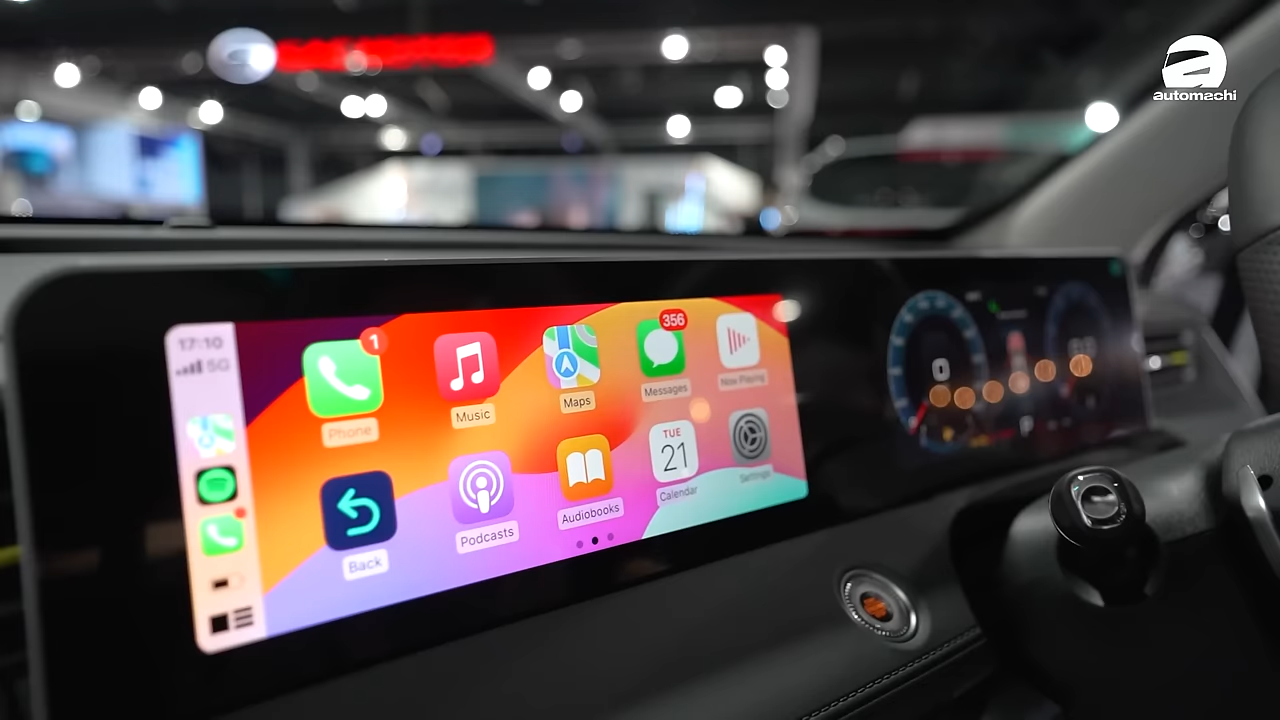 automachi
17:10
5G
1
Phone
Music
Maps
356
Messages
Now Playing
Back
Podcasts
Audiobooks
TUE
21
Calendar
Settings
0